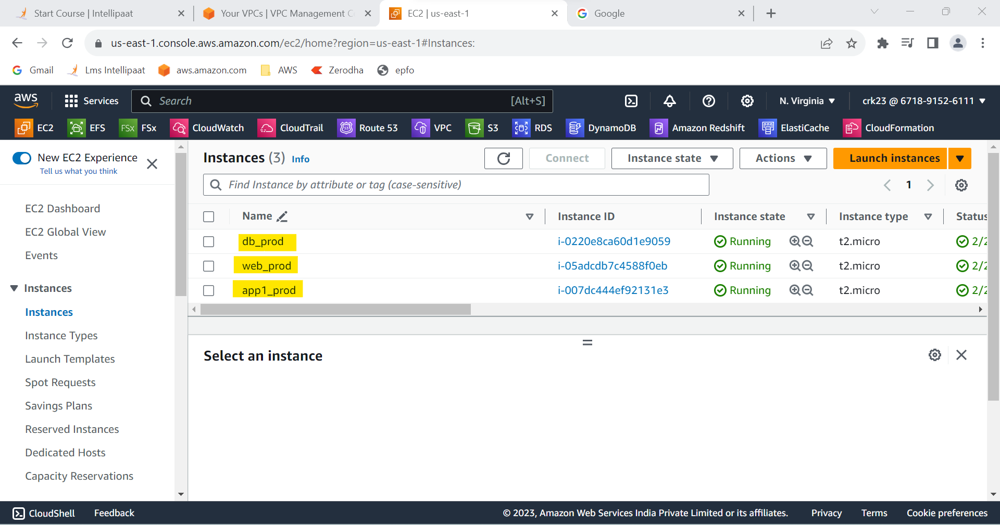 Start Course | Intellipaat
Your VPCs | VPC Management C
EC2 | us-east-1
Google
us-east-1.console.aws.amazon.com/ec2/home?region=us-east-1#Instances:
Gmail
Lms Intellipaat
aws.amazon.com
AWS
Zerodha
epfo
aws
Services
Search
[Alt+S]
N. Virginia
crk23 @ 6718-9152-6111
EC2
EFS
FSx
FSx
CloudWatch
CloudTrail
53
Route 53
VPC
S3
RDS
DynamoDB
Amazon Redshift
ElastiCache
CloudFormation
New EC2 Experience
Tell us what you think
EC2 Dashboard
EC2 Global View
Events
Instances
Instances
Instance Types
Launch Templates
Spot Requests
Savings Plans
Reserved Instances
Dedicated Hosts
Capacity Reservations
Instances (3) Info
Connect
Instance state
Actions
Launch instances
Find Instance by attribute or tag (case-sensitive)
1
Name Instance ID Instance state Instance type Status
db_prod i-0220e8ca60d1e9059 Running t2.micro 2/2
web_prod i-05adcdb7c4588f0eb Running t2.micro 2/2
app1_prod i-007dc444ef92131e3 Running t2.micro 2/2
Select an instance
CloudShell
Feedback
© 2023, Amazon Web Services India Private Limited or its affiliates.
Privacy
Terms
Cookie preferences